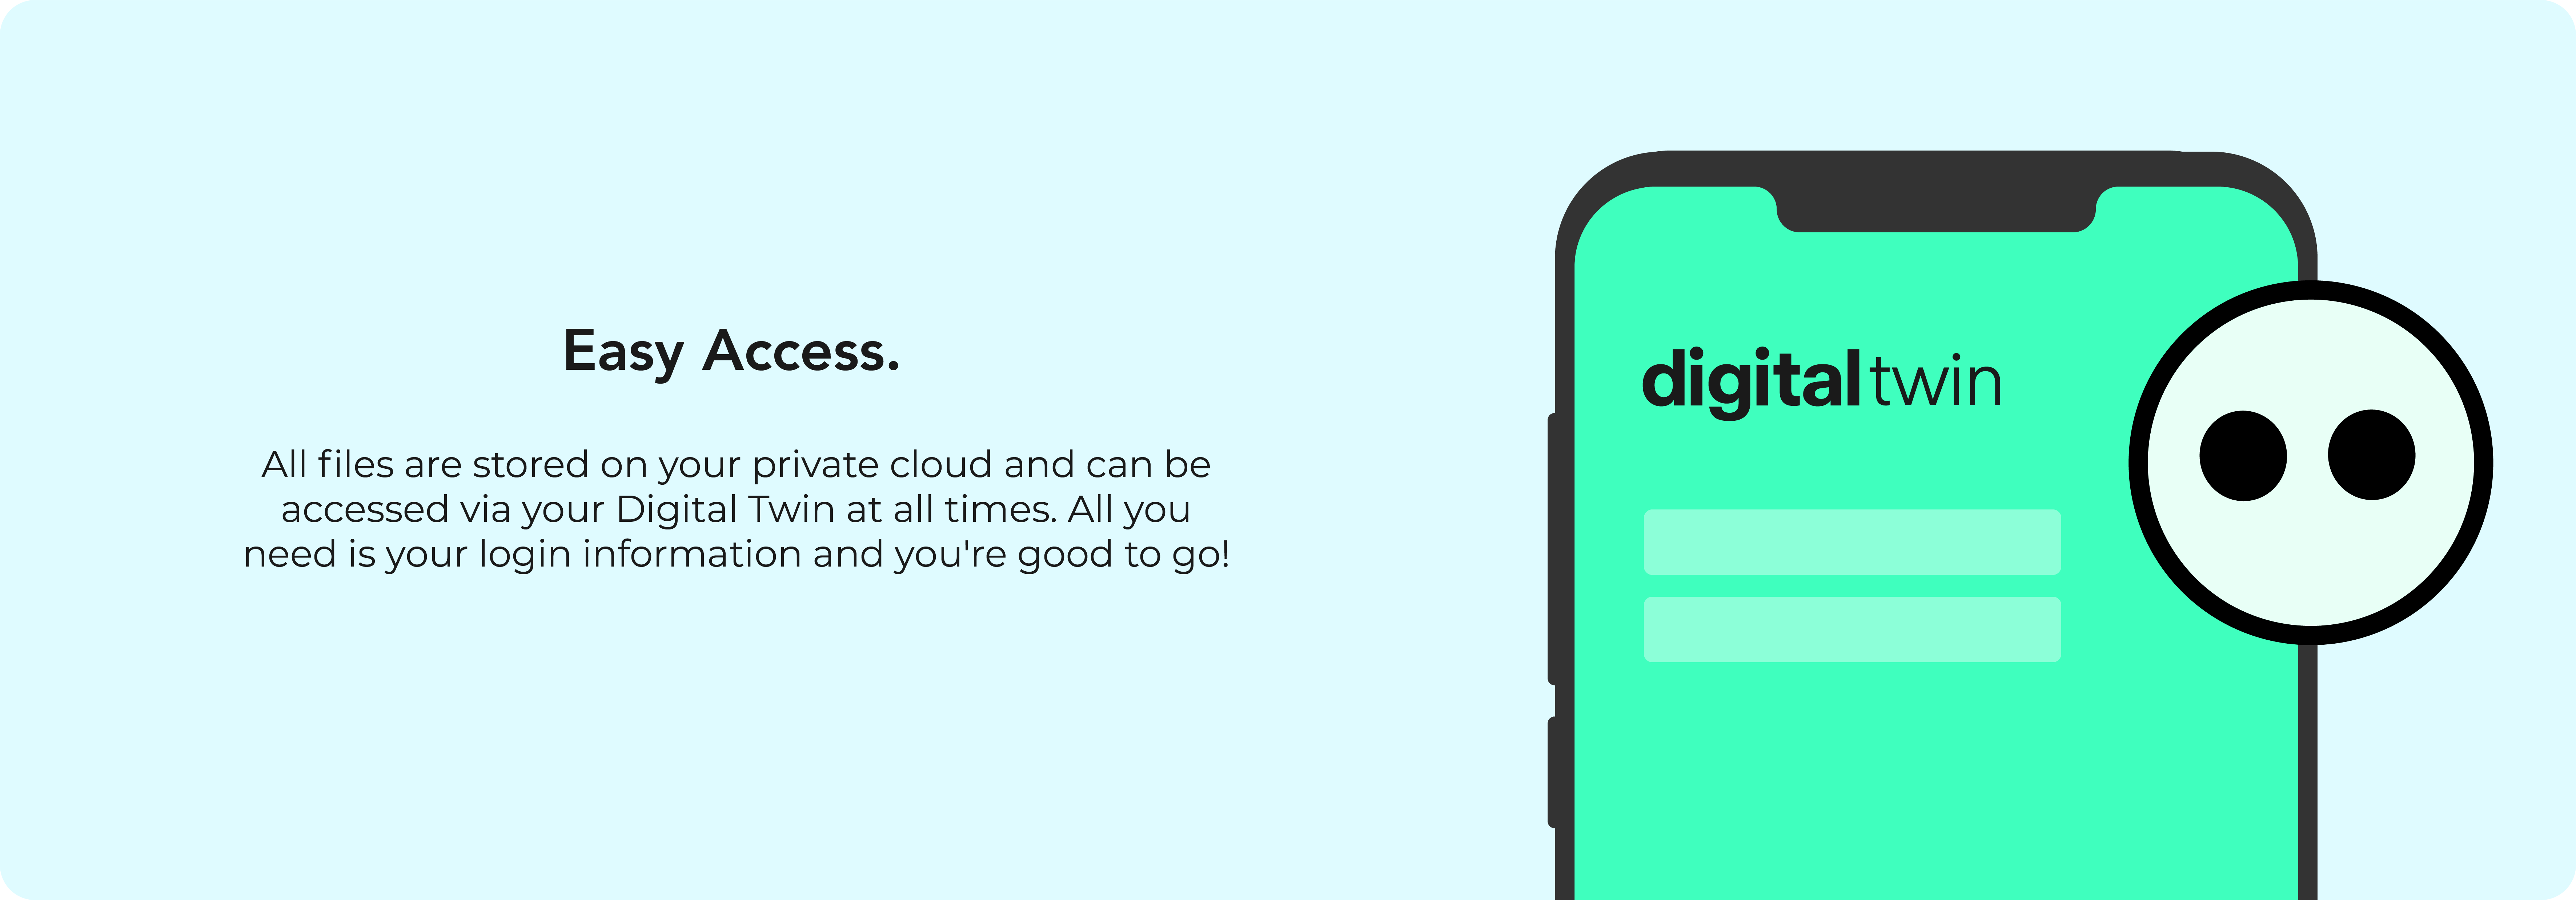 Easy Access.
All files are stored on your private cloud and can be
accessed via your Digital Twin at all times. All you
need is your login information and you're good to go!
digitaltwin